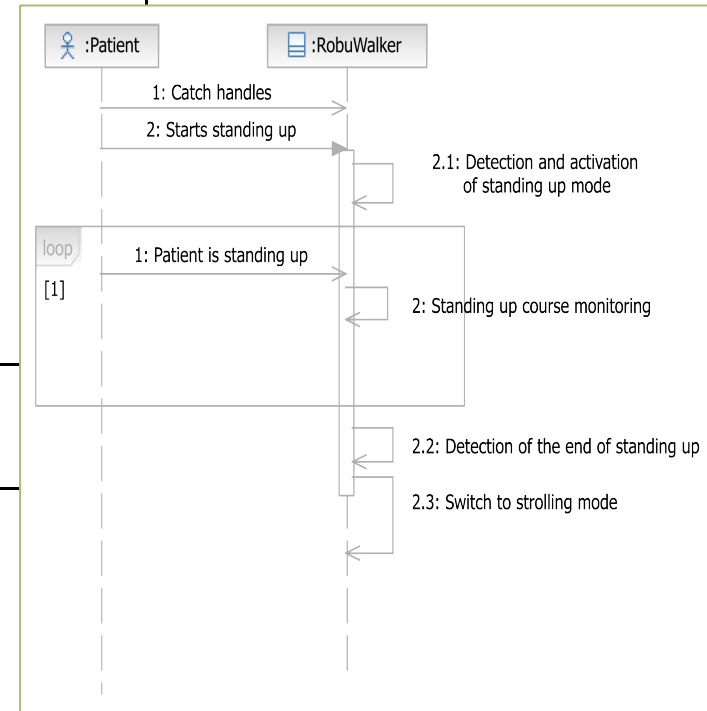 :Patient
:RobuWalker
1: Catch handles
2: Starts standing up
2.1: Detection and activation
of standing up mode
loop
1: Patient is standing up
[1]
2: Standing up course monitoring
2.2: Detection of the end of standing up
2.3: Switch to strolling mode